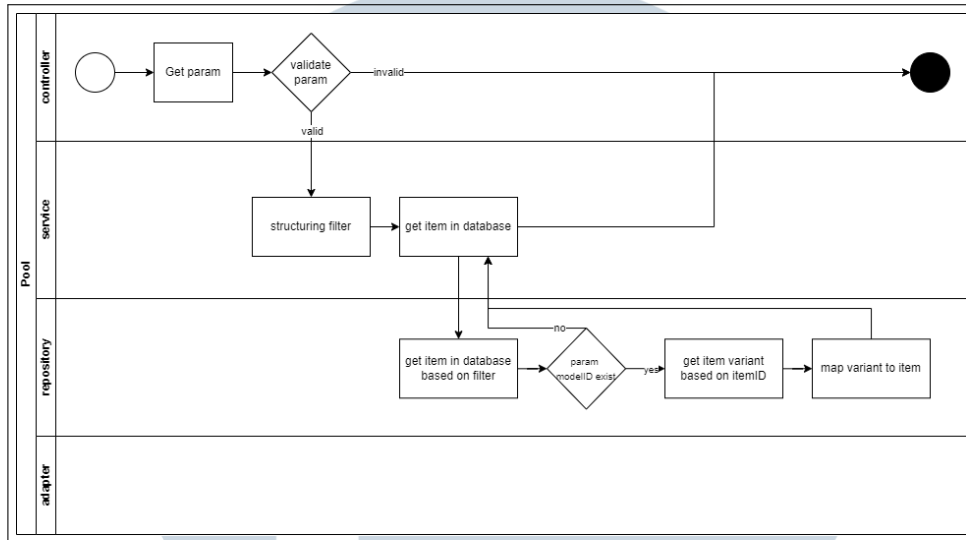 Pool
controller
Get param
validate
param
invalid
valid
service
structuring filter
get item in database
repository
get item in database
based on filter
no
param
modelID exist
yes
get item variant
based on itemID
map variant to item
adapter